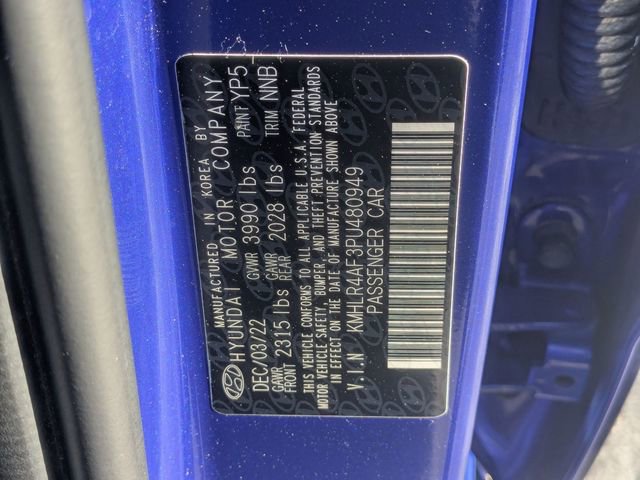 MANUFACTURED IN KOREA BY
HYUNDAI MOTOR COMPANY PAINT YP5
DEC/03/22 GVWR 3990 lbs TRIM NNB
GAWR FRONT 2315 lbs GAWR REAR 2028 lbs
THIS VEHICLE CONFORMS TO ALL APPLICABLE U.S.A. FEDERAL
MOTOR VEHICLE SAFETY, BUMPER, AND THEFT PREVENTION STANDARDS
IN EFFECT ON THE DATE OF MANUFACTURE SHOWN ABOVE
V.I.N KMHLR4AF3PU480949
PASSENGER CAR